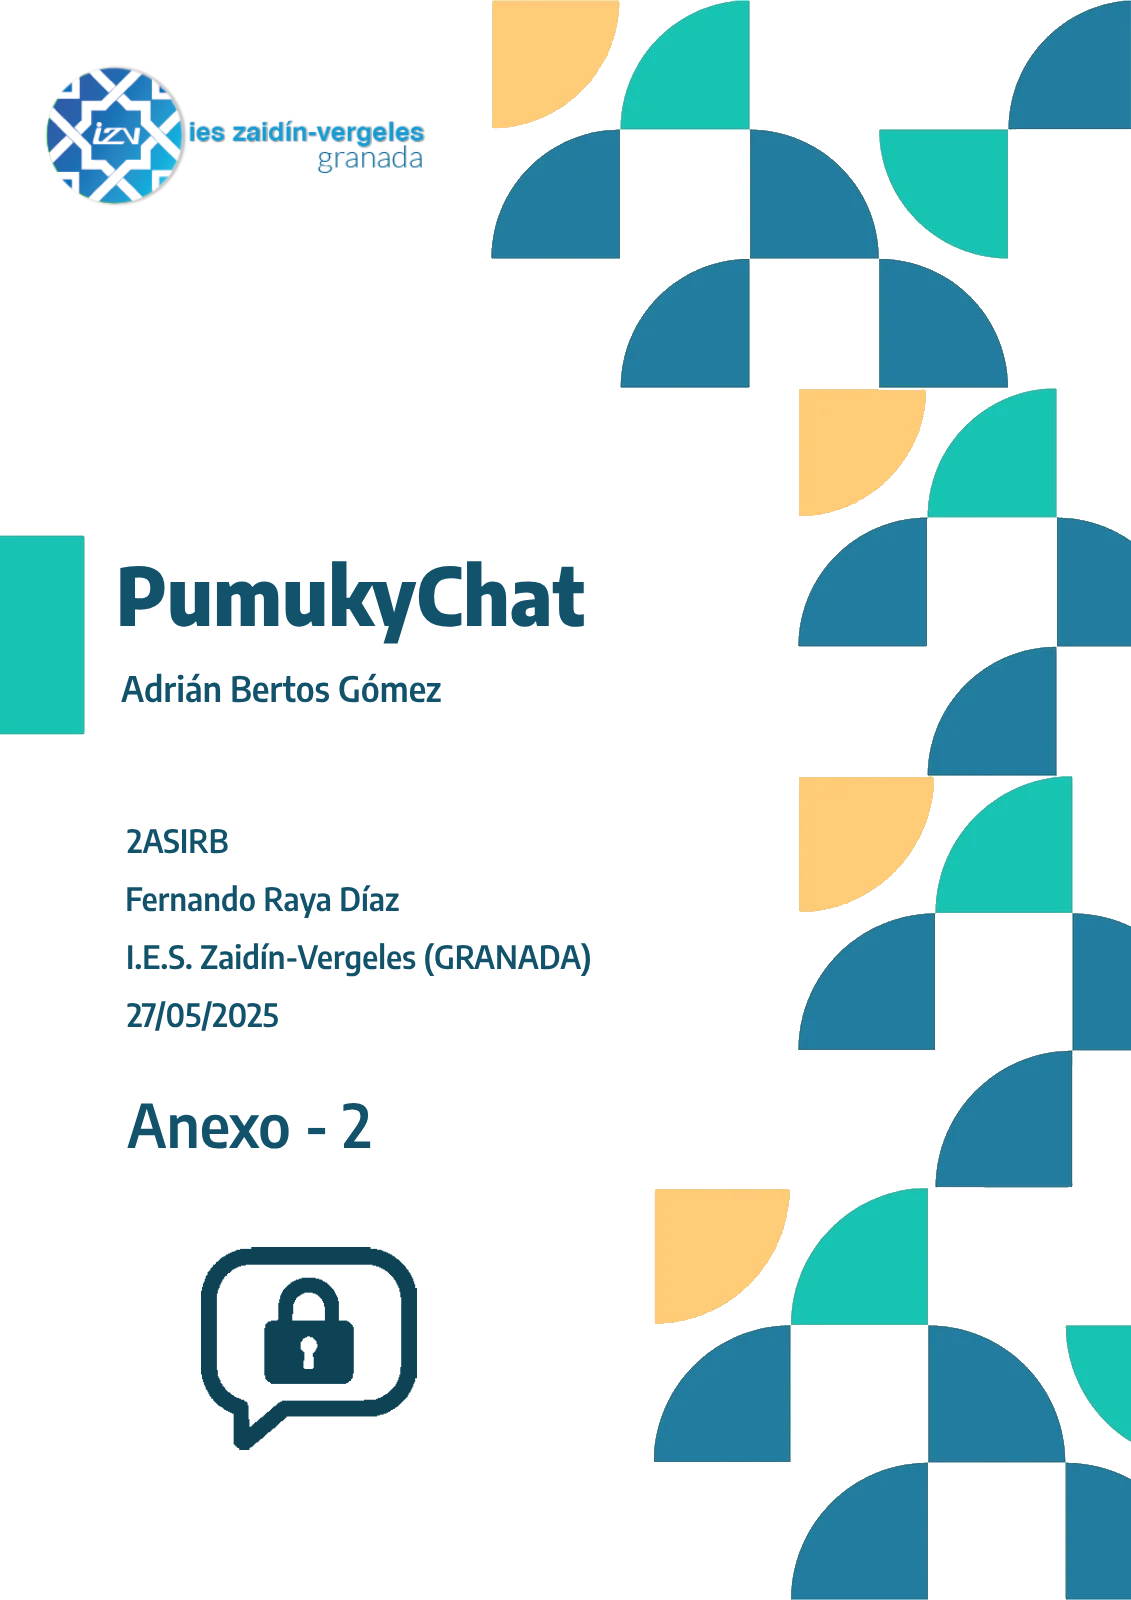 izv
ies zaidín-vergeles
granada
PumukyChat
Adrián Bertos Gómez
2ASIRB
Fernando Raya Díaz
I.E.S. Zaidín-Vergeles (GRANADA)
27/05/2025
Anexo - 2